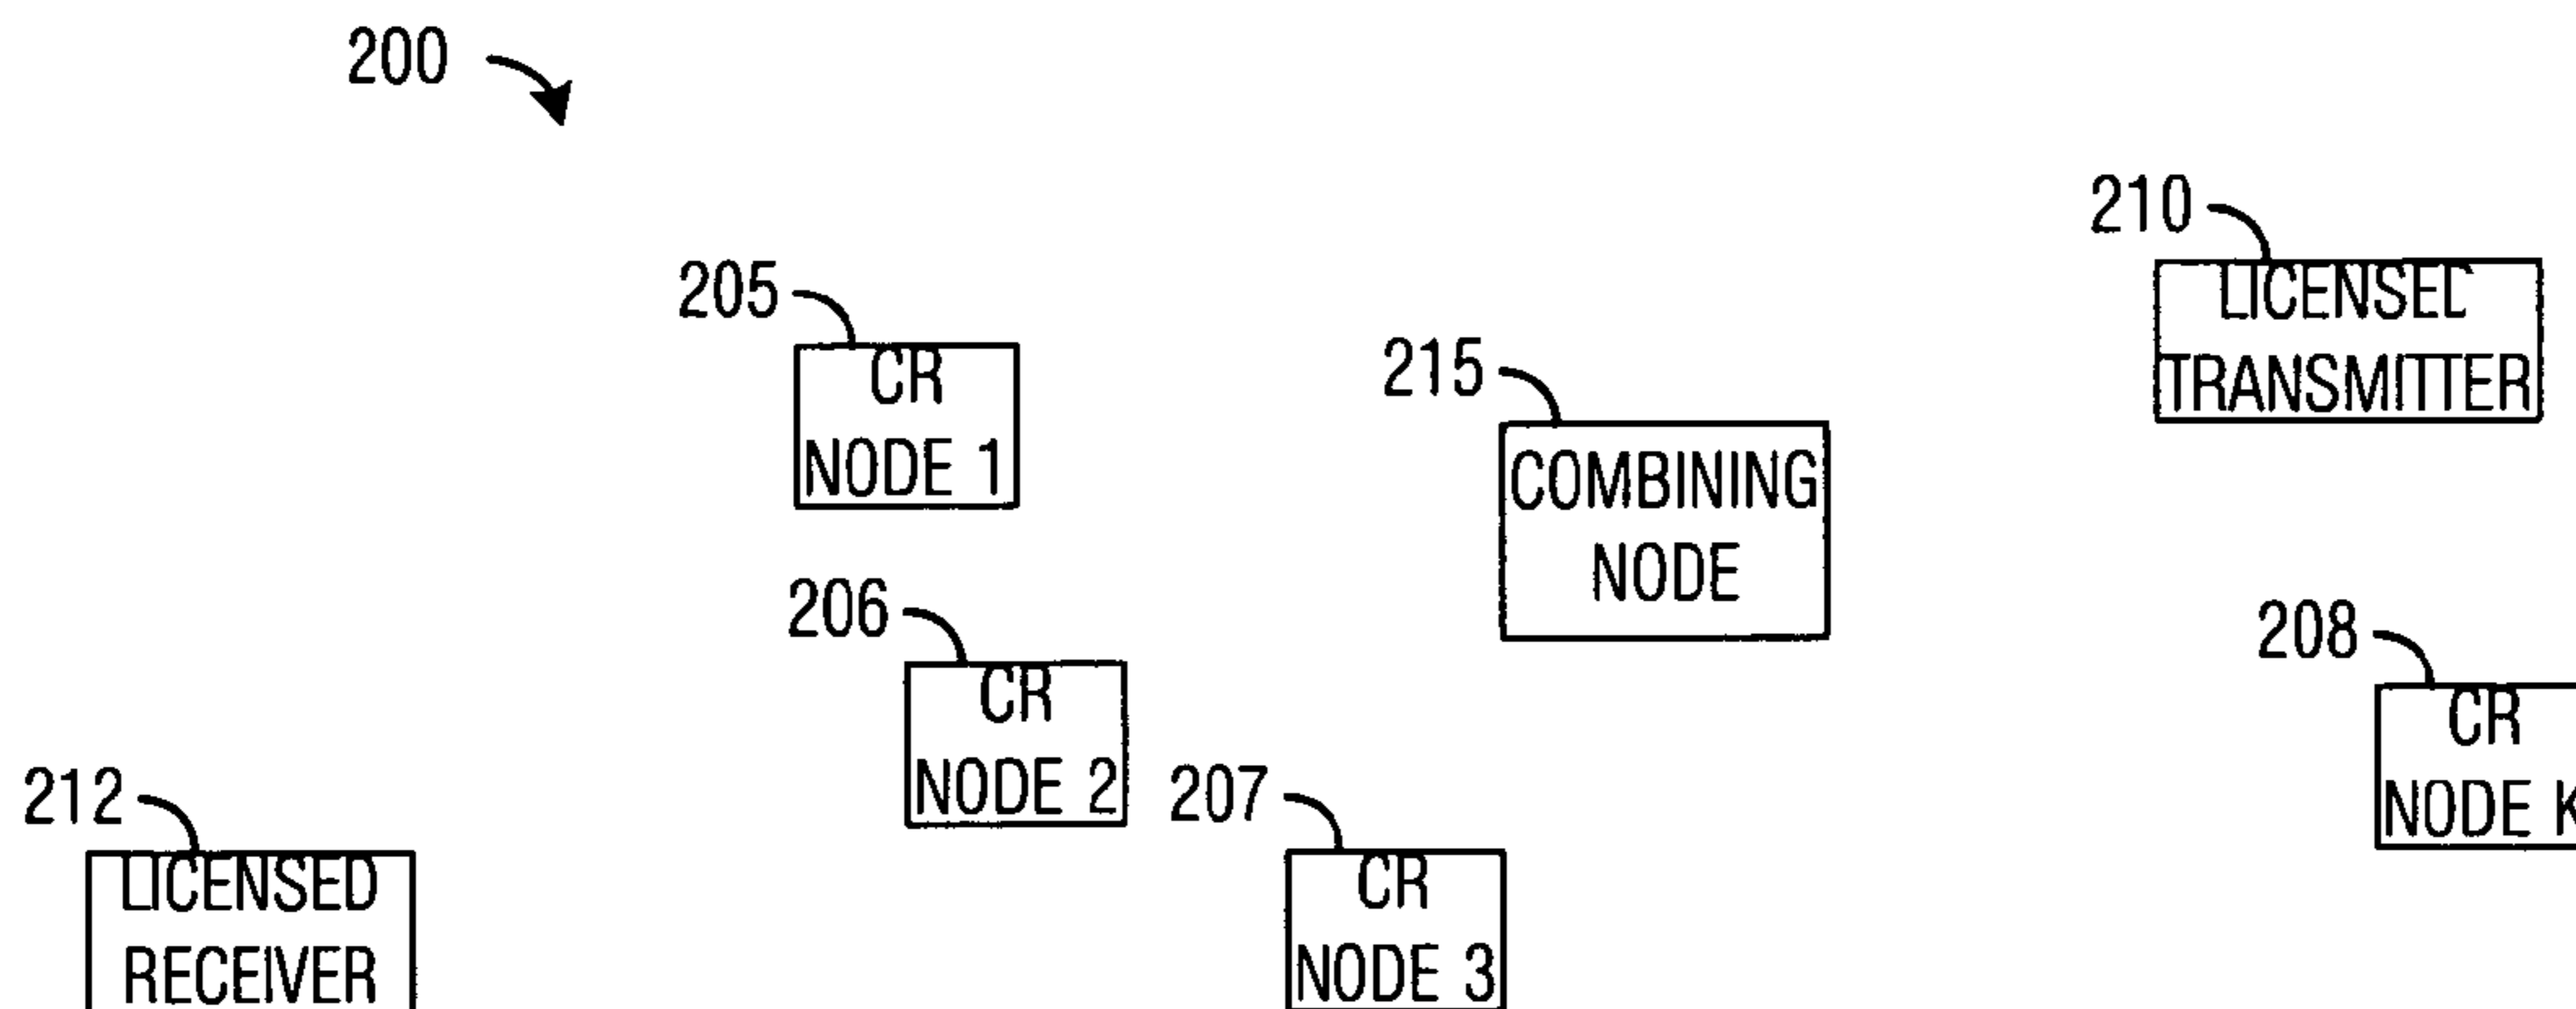 200
210
LICENSED
TRANSMITTER
205
CR
NODE 1
215
COMBINING
NODE
206
CR
NODE 2
208
CR
NODE K
212
LICENSED
RECEIVER
207
CR
NODE 3